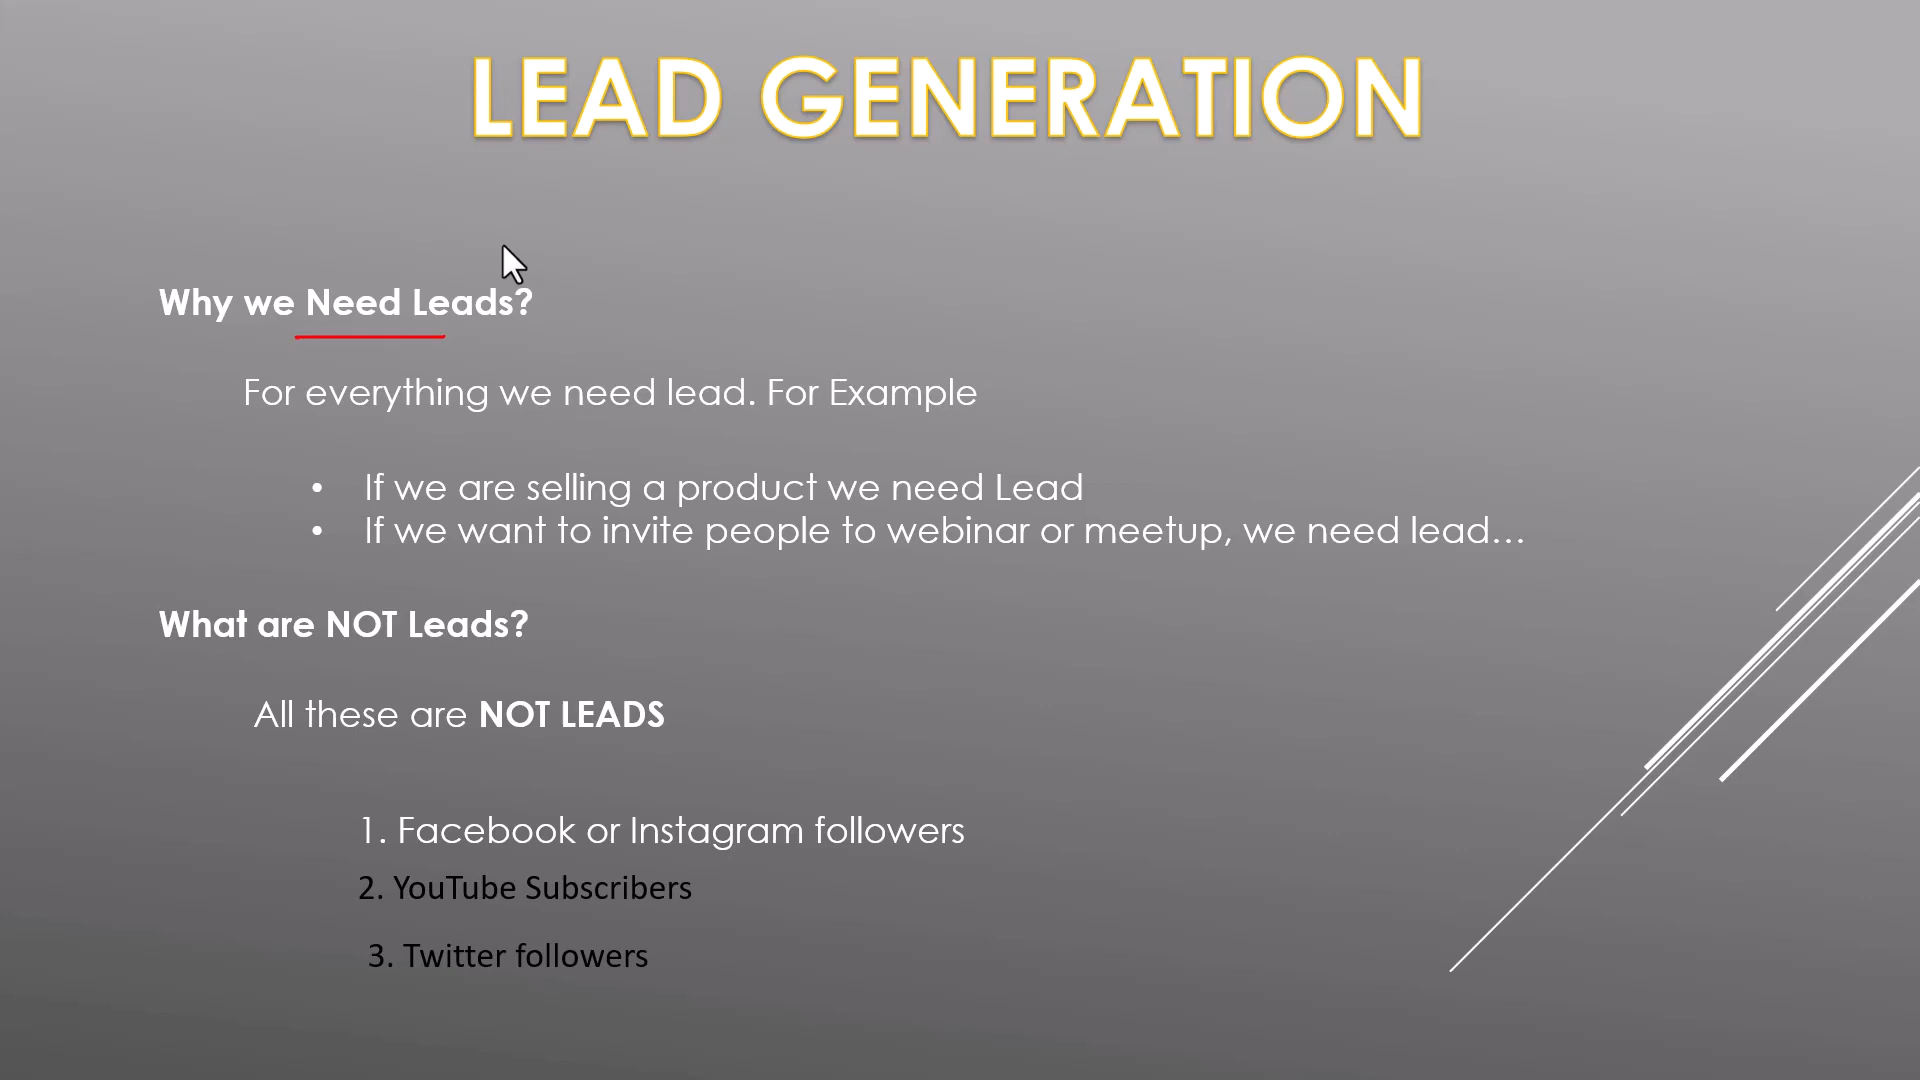 LEAD GENERATION
Why we Need Leads?
For everything we need lead. For Example
• If we are selling a product we need Lead
• If we want to invite people to webinar or meetup, we need lead…
What are NOT Leads?
All these are NOT LEADS
1. Facebook or Instagram followers
2. YouTube Subscribers
3. Twitter followers